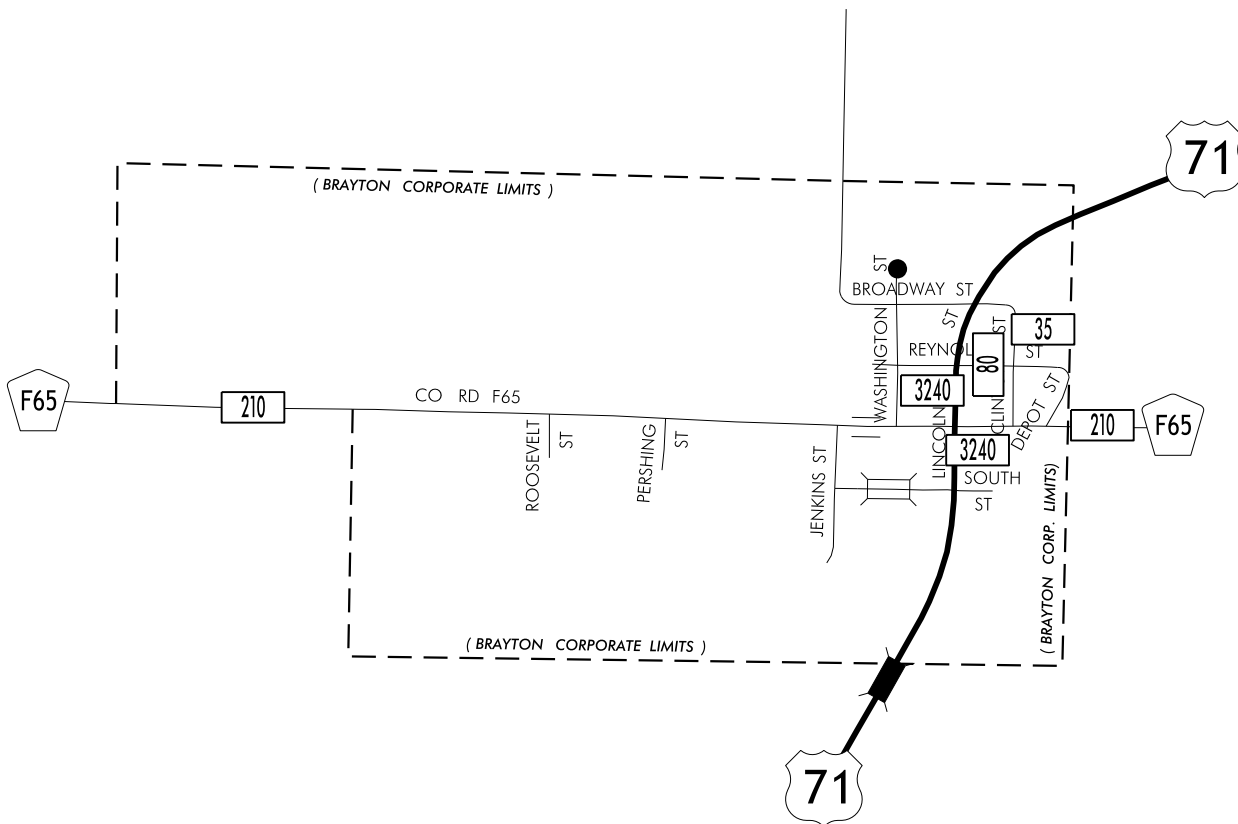 71
( BRAYTON CORPORATE LIMITS )
ST
BROADWAY ST
WASHINGTON
ST
ST
35
REYNOL
ST
80
3240
F65
210
CO RD F65
LINCOLN
CLIN
DEPOT ST
210
F65
ROOSEVELT
ST
PERSHING
ST
JENKINS ST
3240
SOUTH
ST
(BRAYTON CORP. LIMITS)
( BRAYTON CORPORATE LIMITS )
71